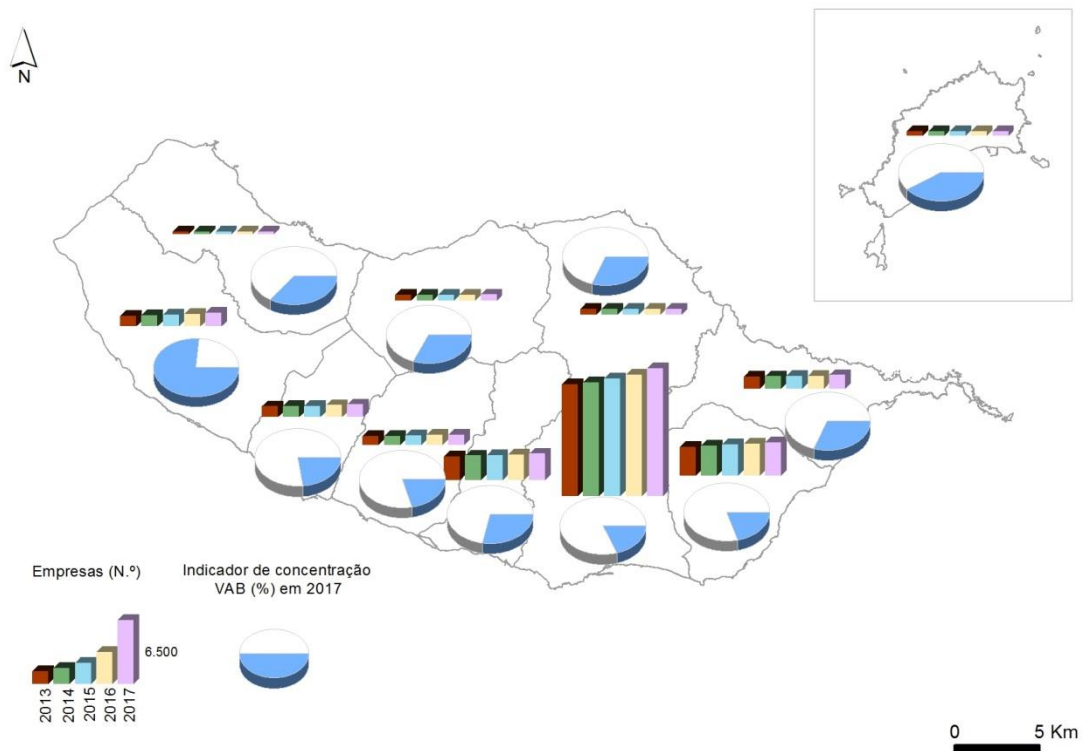 N
Empresas (N.º)
6.500
2013
2014
2015
2016
2017
Indicador de concentração
VAB (%) em 2017
0 5 Km